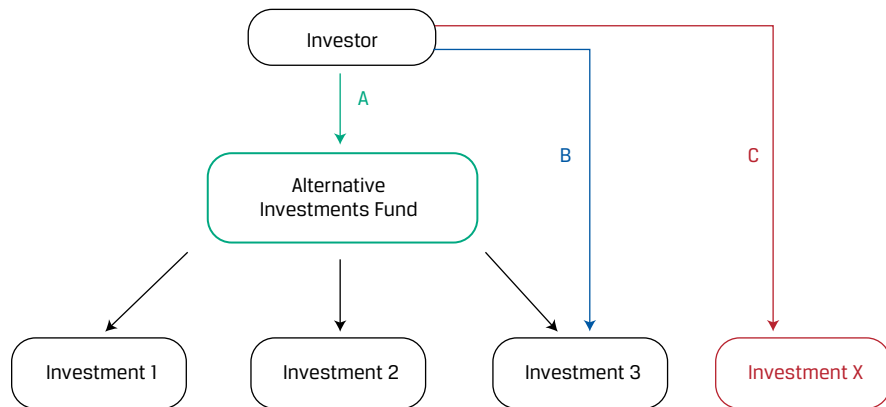 Investor
A
Alternative
Investments Fund
B
C
Investment 1
Investment 2
Investment 3
Investment X